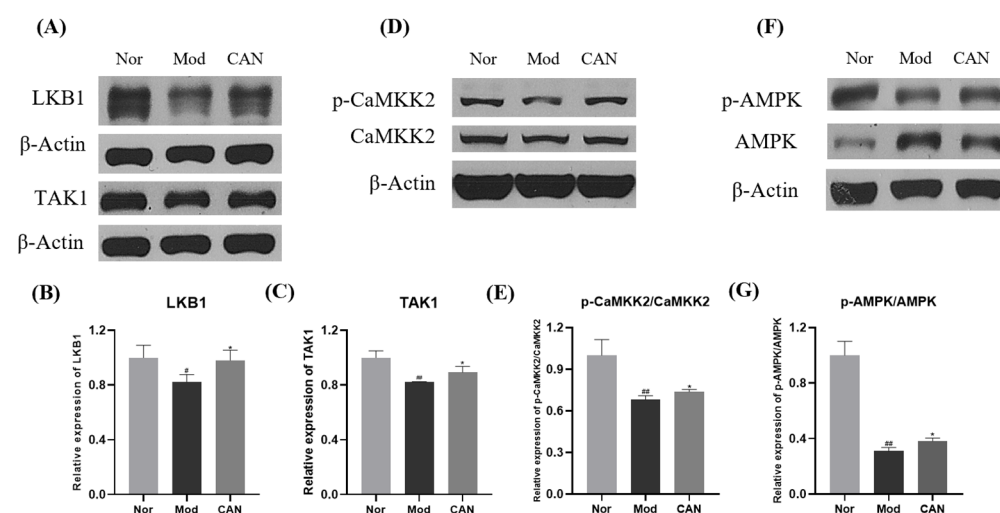 (A)
Nor Mod CAN
LKB1
β-Actin
TAK1
β-Actin
(D)
Nor Mod CAN
p-CaMKK2
CaMKK2
β-Actin
(F)
Nor Mod CAN
p-AMPK
AMPK
β-Actin
(B)
LKB1
Relative expression of LKB1
1.2
0.8
0.4
0.0
#
*
Nor Mod CAN
(C)
TAK1
Relative expression of TAK1
1.2
0.8
0.4
0.0
##
*
Nor Mod CAN
(E)
p-CaMKK2/CaMKK2
Relative expression of p-CaMKK2/CaMKK2
1.2
0.9
0.6
0.3
0.0
##
*
Nor Mod CAN
(G)
p-AMPK/AMPK
Relative expression of p-AMPK/AMPK
1.2
0.8
0.4
0.0
##
*
Nor Mod CAN